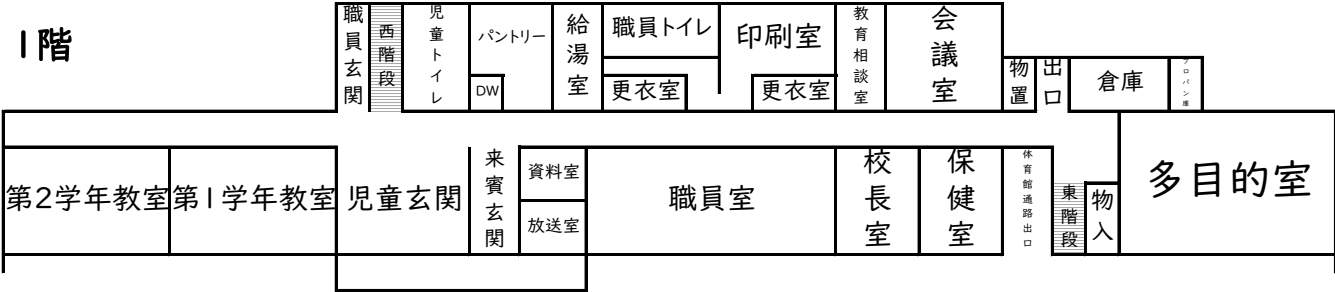 1階
職員玄関
西階段
児童トイレ
パントリー
DW
給湯室
職員トイレ
更衣室
印刷室
更衣室
教育相談室
会議室
物置
出口
倉庫
プロパン庫
第2学年教室
第1学年教室
児童玄関
来賓玄関
資料室
放送室
職員室
校長室
保健室
体育館通路出口
東階段
物入
多目的室